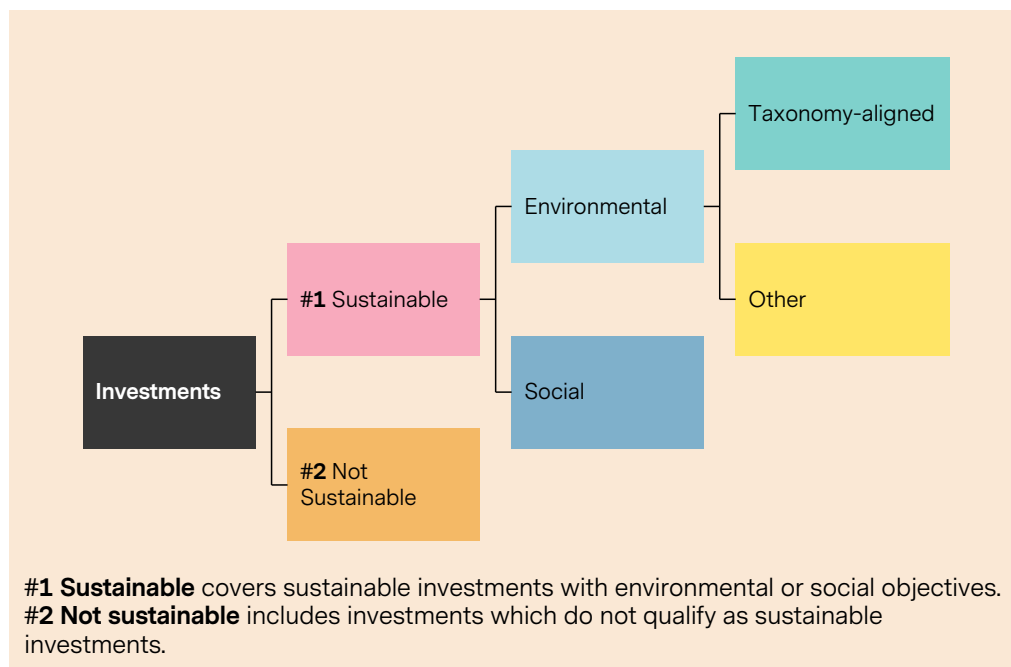 Taxonomy-aligned
Environmental
#1 Sustainable
Other
Investments
Social
#2 Not
Sustainable
#1 Sustainable covers sustainable investments with environmental or social objectives.
#2 Not sustainable includes investments which do not qualify as sustainable
investments.